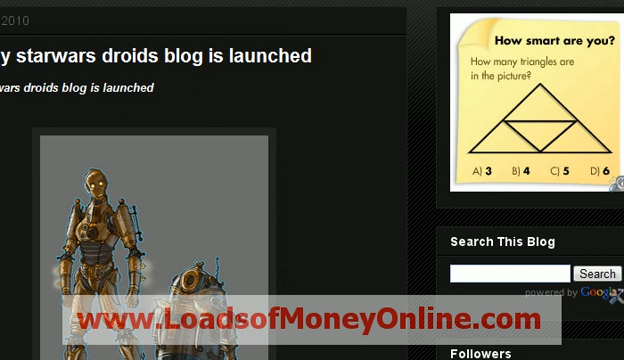 2010
y starwars droids blog is launched
wars droids blog is launched
How smart are you?
How many triangles are
in the picture?
A) 3 B) 4 C) 5 D) 6
Search This Blog
Search
powered by Google
www.LoadsofMoneyOnline.com
Followers